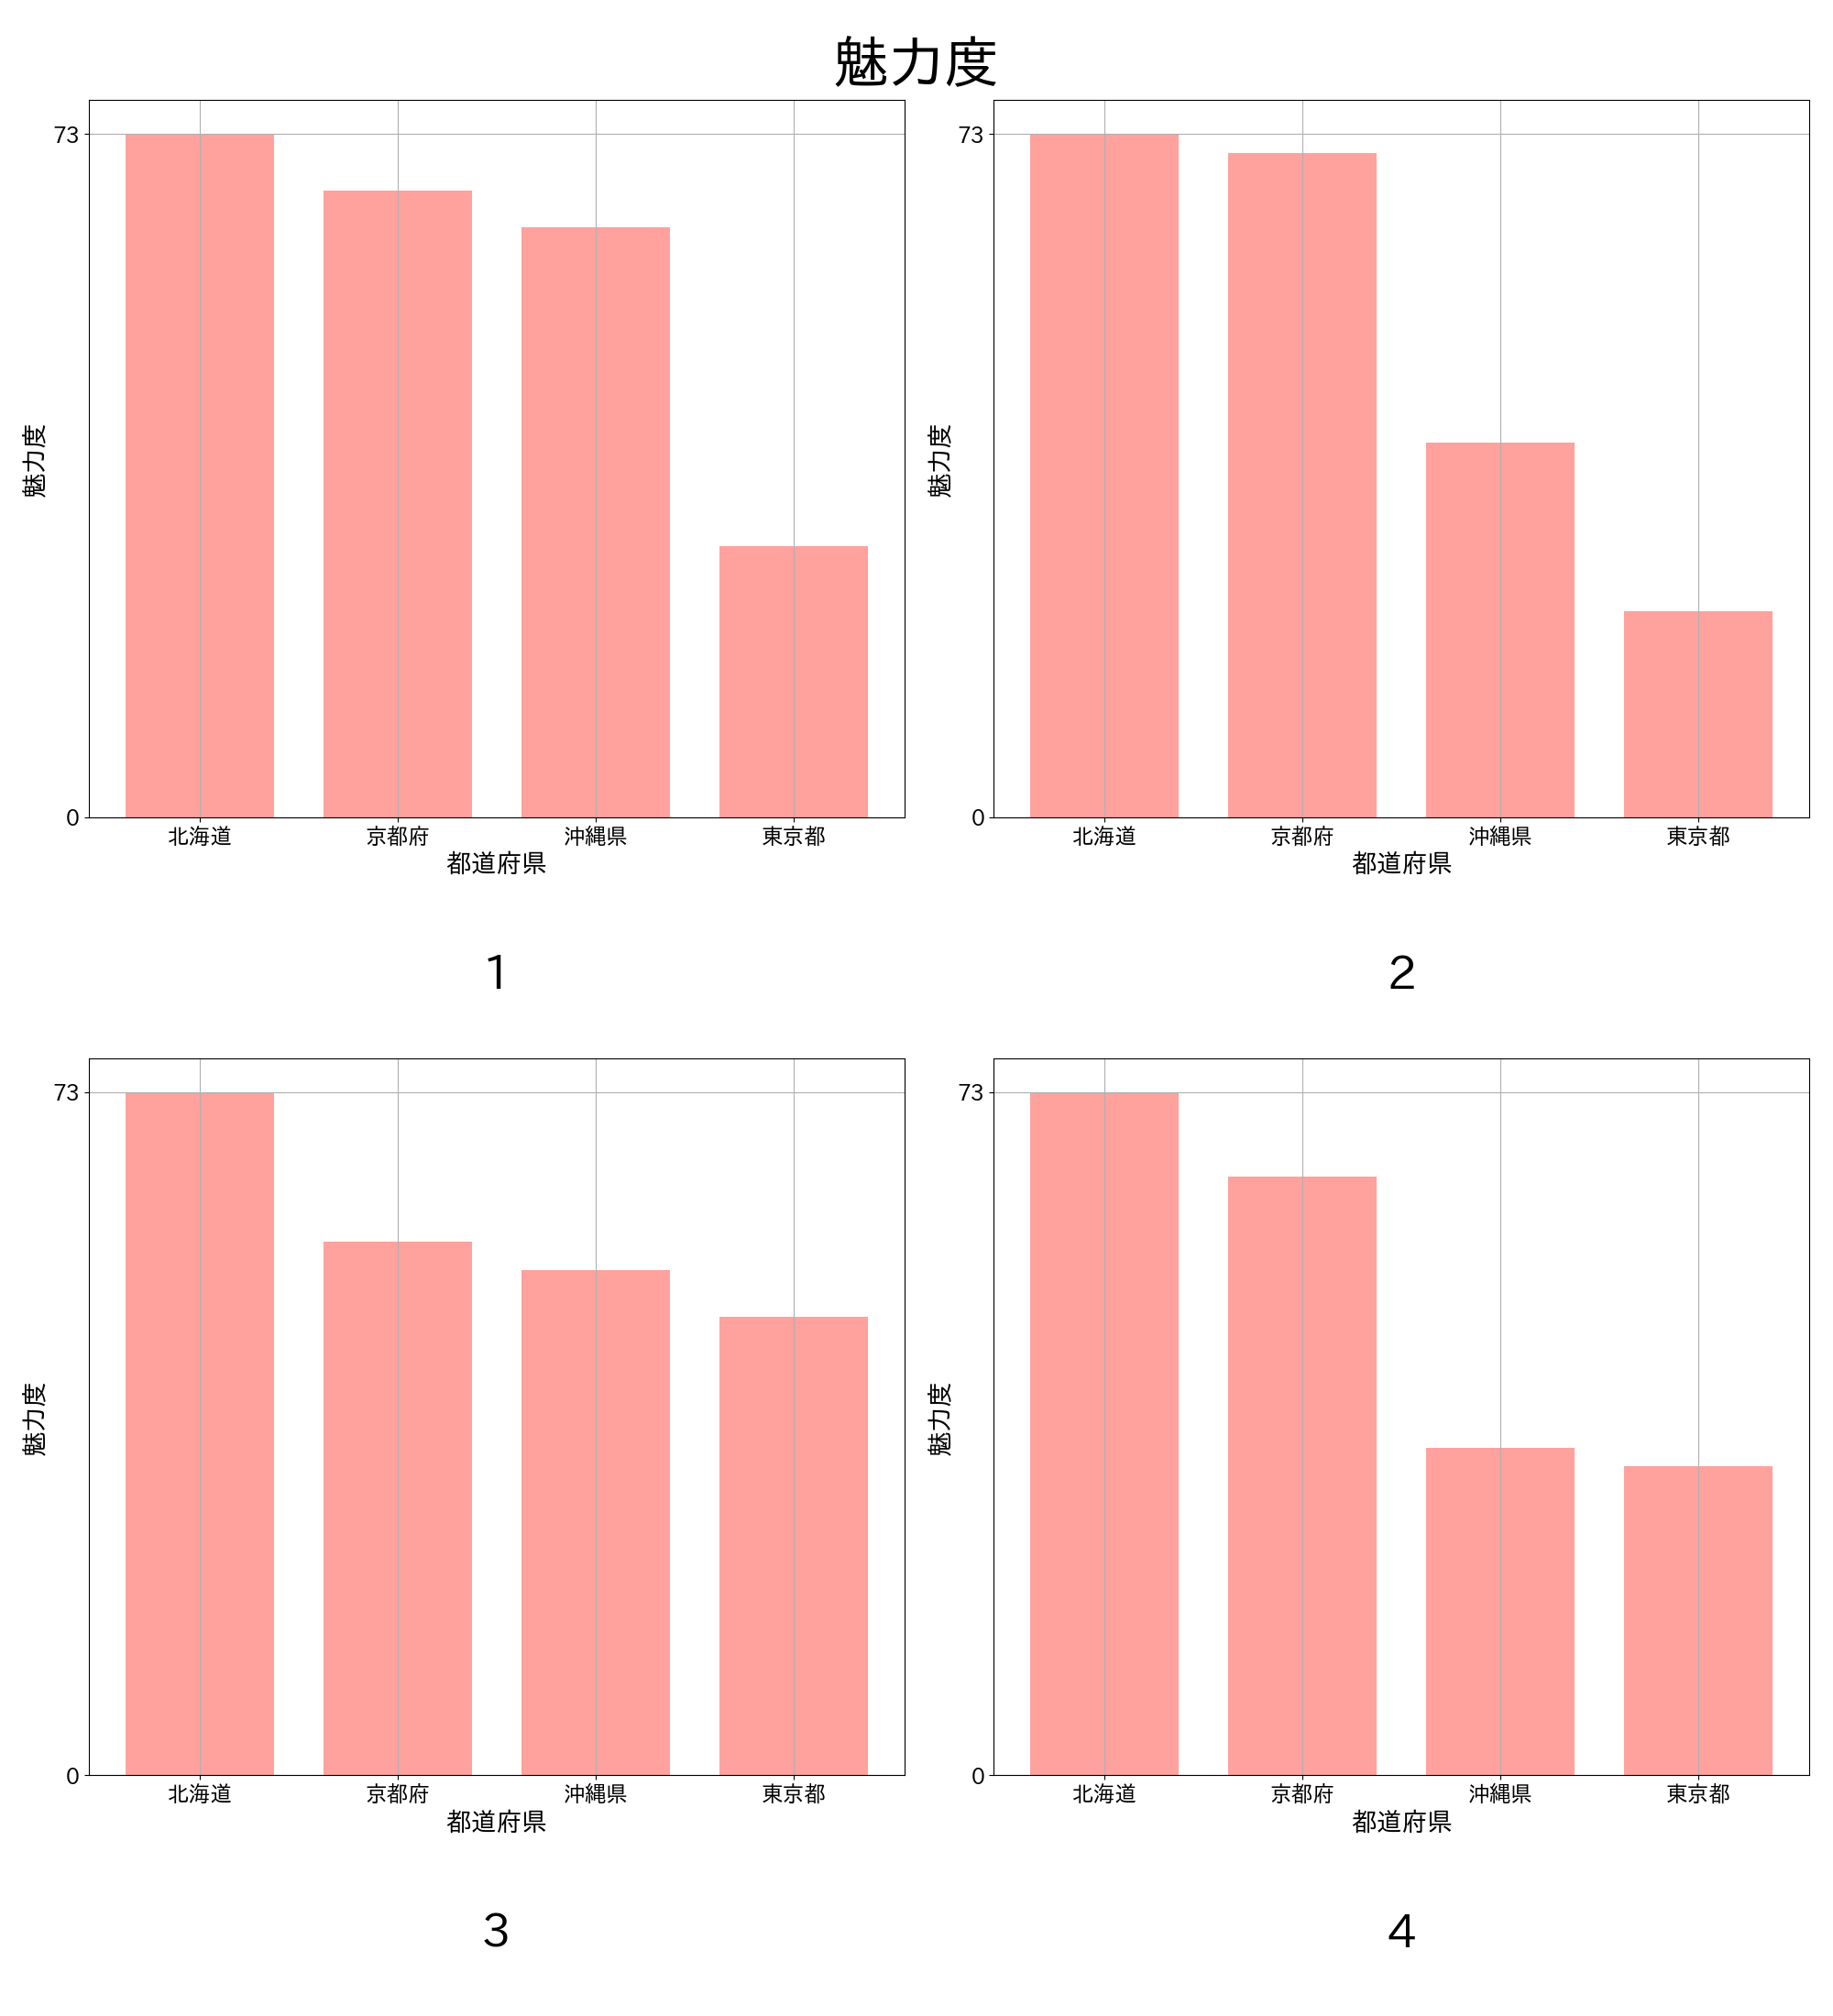 魅力度
73
魅力度
0
北海道 京都府 沖縄県 東京都
都道府県
1
73
魅力度
0
北海道 京都府 沖縄県 東京都
都道府県
2
73
魅力度
0
北海道 京都府 沖縄県 東京都
都道府県
3
73
魅力度
0
北海道 京都府 沖縄県 東京都
都道府県
4